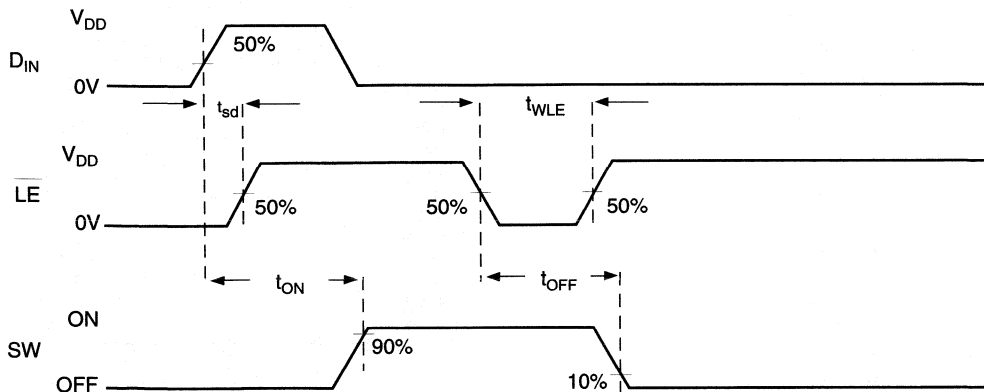 V_DD
D_IN
50%
0V
t_sd
t_WLE
V_DD
LE
50%
50%
50%
0V
t_ON
t_OFF
ON
SW
90%
10%
OFF